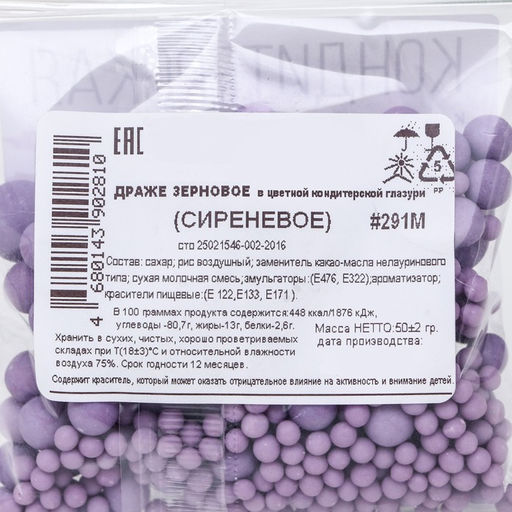 КОНДИТ КАЯ
ЕАС
5
PP
ДРАЖЕ ЗЕРНОВОЕ в цветной кондитерской глазури
(СИРЕНЕВОЕ) #291М
сто 25021546-002-2016
Состав: сахар; рис воздушный; заменитель какао-масла нелауринового
типа; сухая молочная смесь;эмульгаторы:(Е476, Е322);ароматизатор;
красители пищевые:(Е 122,Е133, Е171 ).
В 100 граммах продукта содержится:448 ккал/1876 кДж,
углеводы -80,7г, жиры-13г, белки-2,6г.
Масса НЕТТО:50±2 гр.
дата производства:
Хранить в сухих, чистых, хорошо проветриваемых
складах при Т(18±3)°С и относительной влажности
воздуха 75%. Срок годности 12 месяцев.
Содержит краситель, который может оказать отрицательное влияние на активность и внимание детей.
4 680143 902810